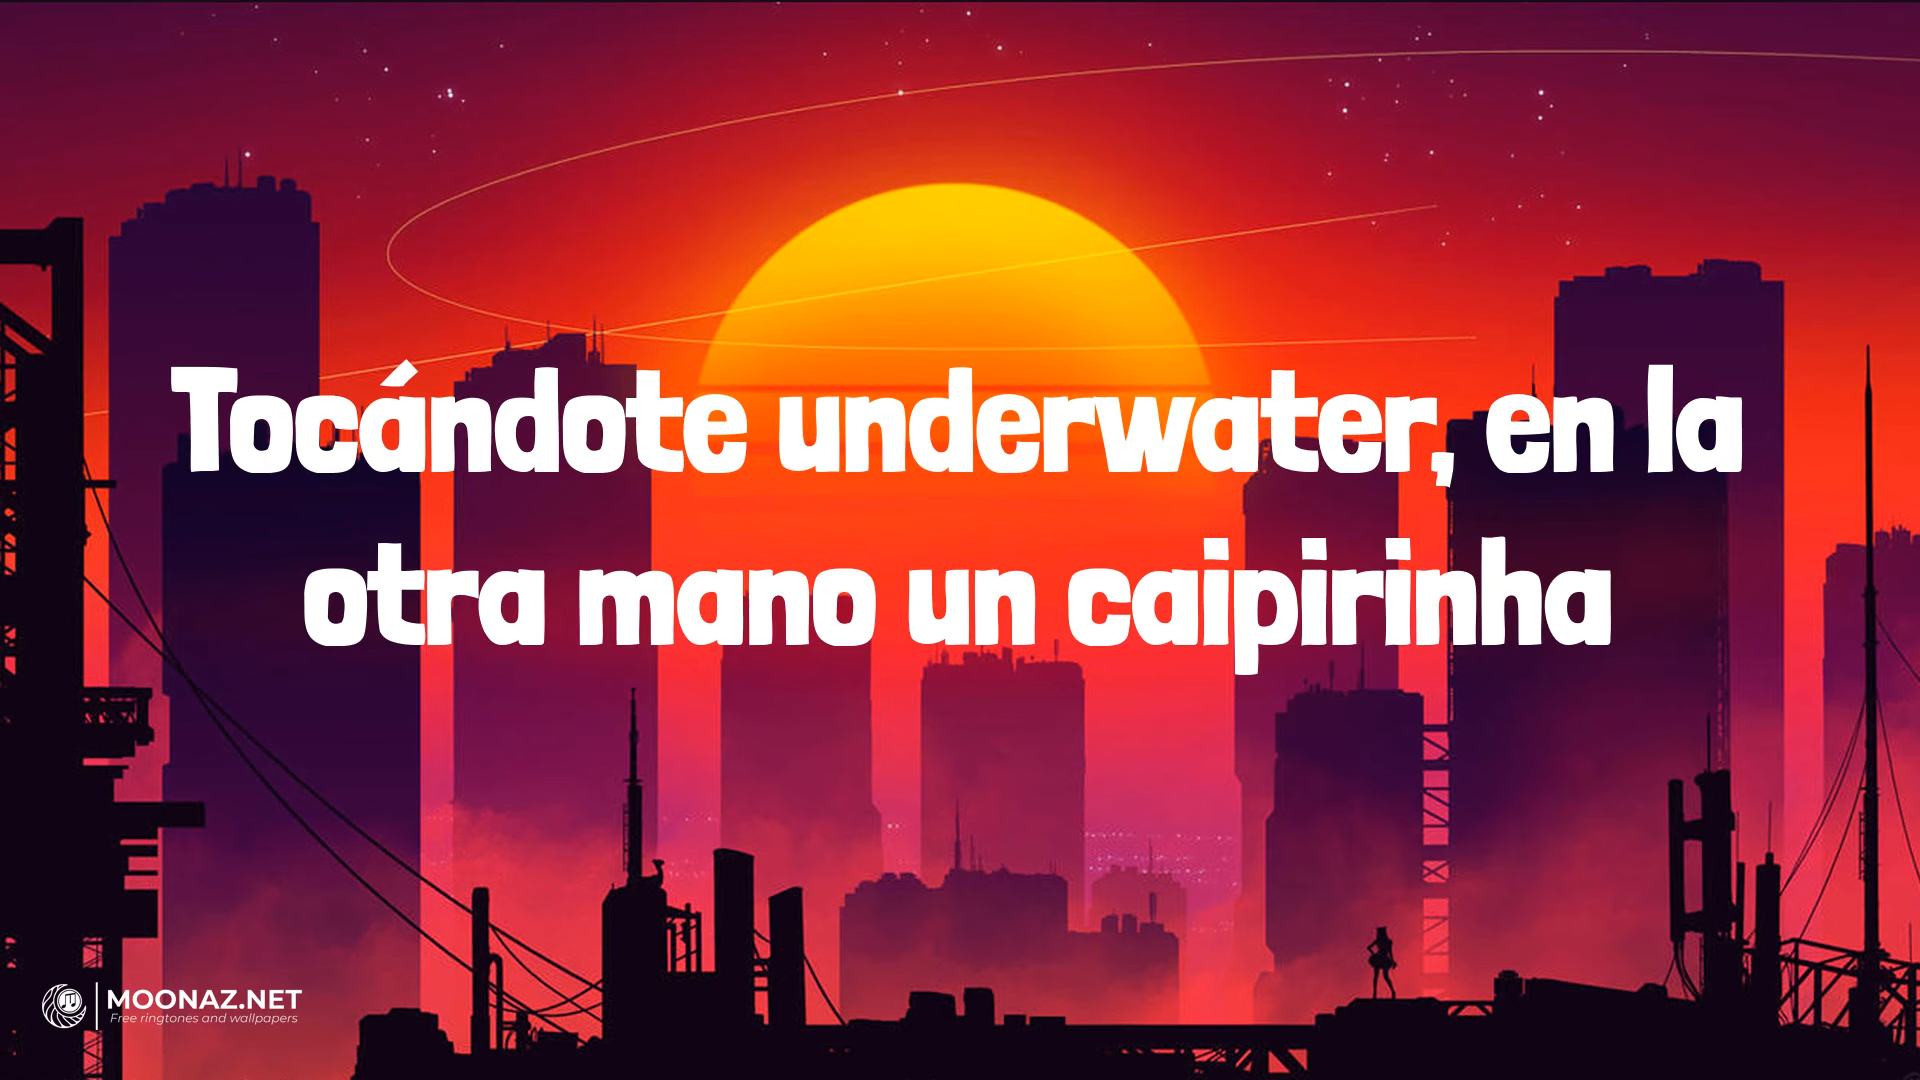 Tocándote underwater, en la
otra mano un caipirinha
MOONAZ.NET
Free ringtones and wallpapers